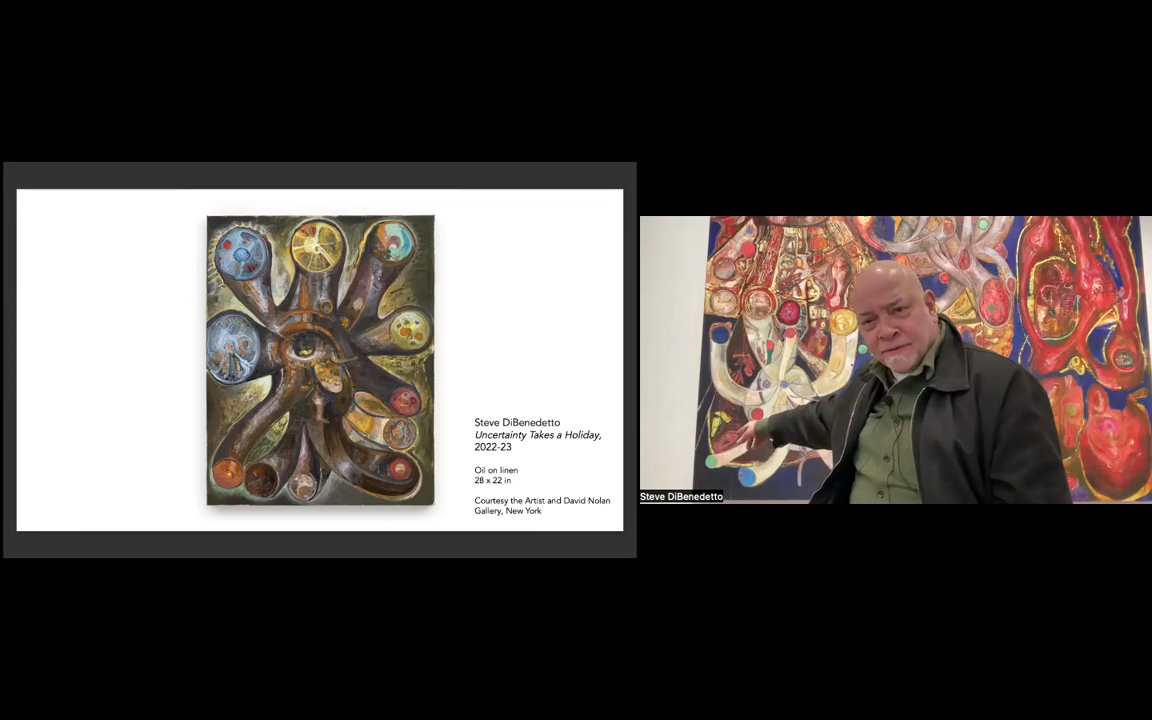 Steve DiBenedetto
Uncertainty Takes a Holiday,
2022-23
Oil on linen
28 x 22 in
Courtesy the Artist and David Nolan
Gallery, New York
Steve DiBenedetto